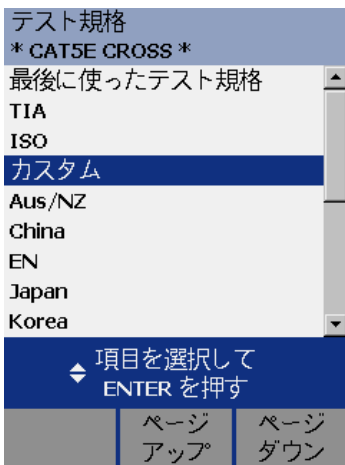 テスト規格
* CAT5E CROSS *
最後に使ったテスト規格
TIA
ISO
カスタム
Aus/NZ
China
EN
Japan
Korea
項目を選択して
ENTER を押す
ページ
アップ
ページ
ダウン